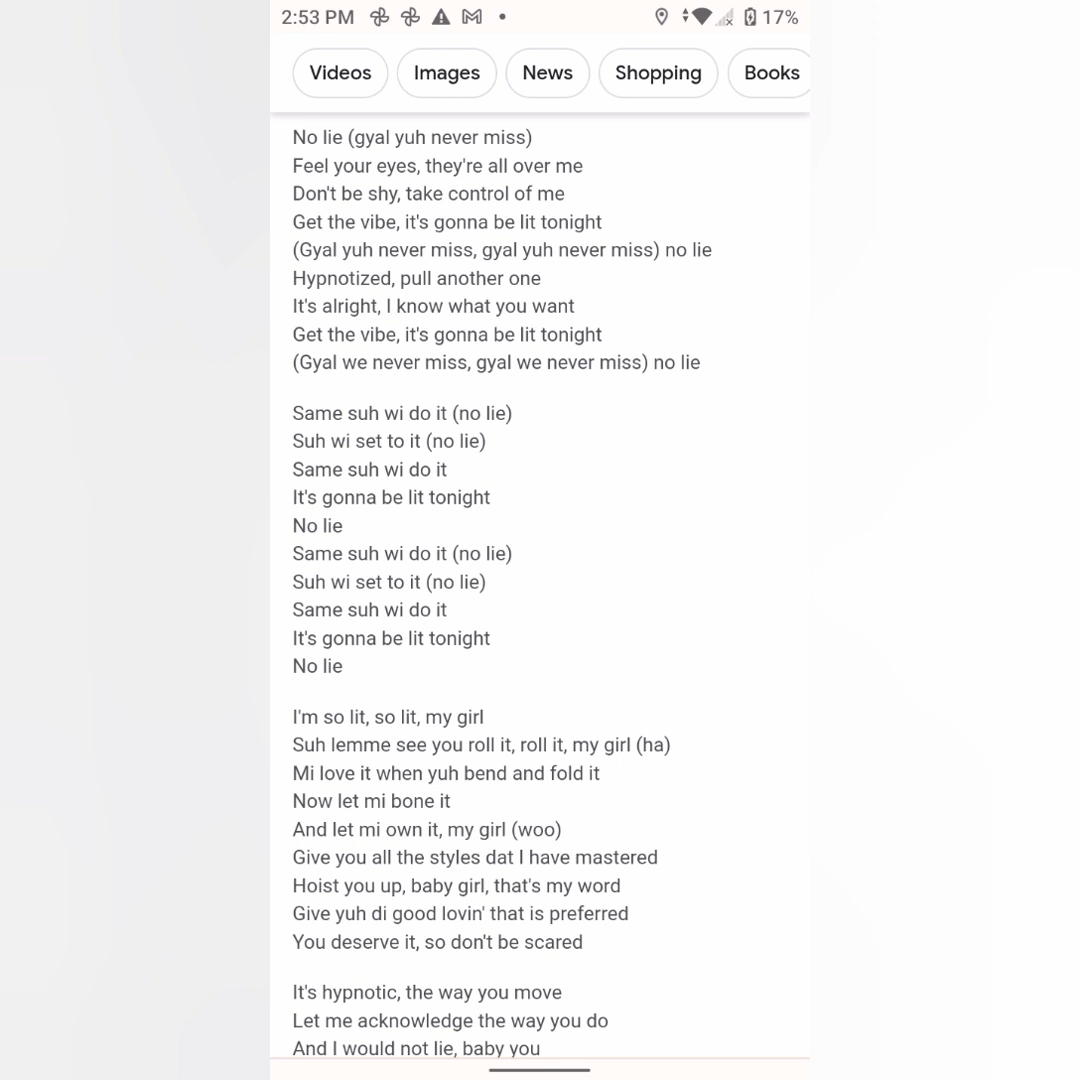 2:53 PM 17%
Videos Images News Shopping Books
No lie (gyal yuh never miss)
Feel your eyes, they're all over me
Don't be shy, take control of me
Get the vibe, it's gonna be lit tonight
(Gyal yuh never miss, gyal yuh never miss) no lie
Hypnotized, pull another one
It's alright, I know what you want
Get the vibe, it's gonna be lit tonight
(Gyal we never miss, gyal we never miss) no lie
Same suh wi do it (no lie)
Suh wi set to it (no lie)
Same suh wi do it
It's gonna be lit tonight
No lie
Same suh wi do it (no lie)
Suh wi set to it (no lie)
Same suh wi do it
It's gonna be lit tonight
No lie
I'm so lit, so lit, my girl
Suh lemme see you roll it, roll it, my girl (ha)
Mi love it when yuh bend and fold it
Now let mi bone it
And let mi own it, my girl (woo)
Give you all the styles dat I have mastered
Hoist you up, baby girl, that's my word
Give yuh di good lovin' that is preferred
You deserve it, so don't be scared
It's hypnotic, the way you move
Let me acknowledge the way you do
And I would not lie, baby you